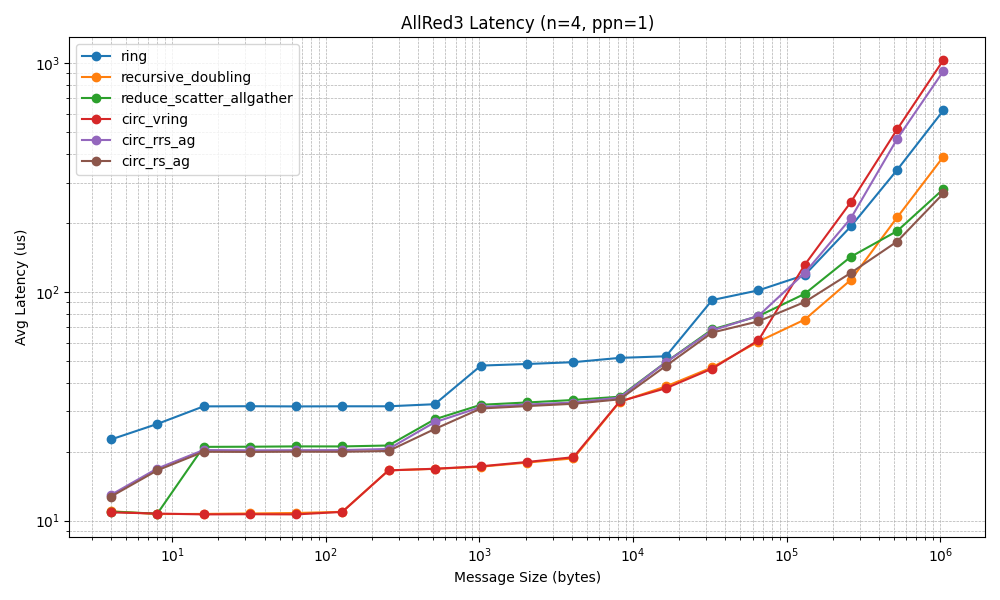 AllRed3 Latency (n=4, ppn=1)
ring
recursive_doubling
reduce_scatter_allgather
circ_vring
circ_rrs_ag
circ_rs_ag
Avg Latency (us)
10³
10²
10¹
10¹ 10² 10³ 10⁴ 10⁵ 10⁶
Message Size (bytes)